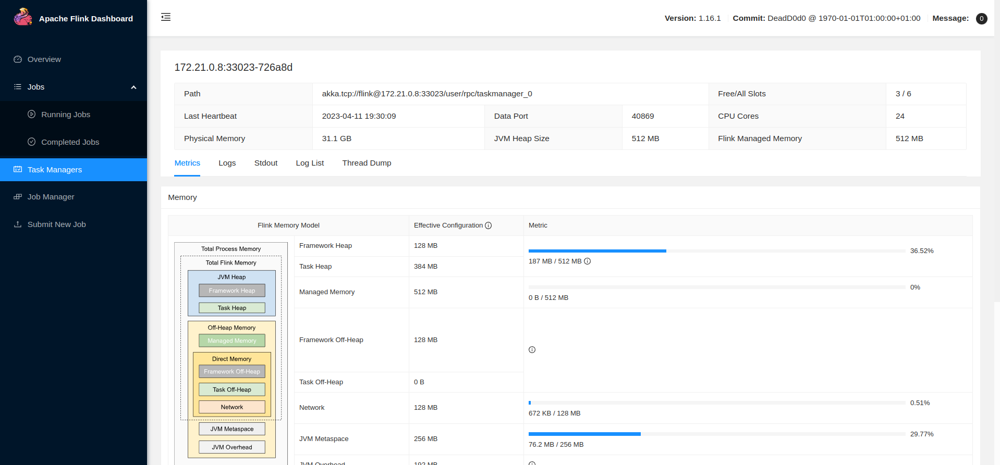 Apache Flink Dashboard
Version: 1.16.1 Commit: DeadD0d0 @ 1970-01-01T01:00:00+01:00 Message: 0
Overview
Jobs
Running Jobs
Completed Jobs
Task Managers
Job Manager
Submit New Job
172.21.0.8:33023-726a8d
Path akka.tcp://flink@172.21.0.8:33023/user/rpc/taskmanager_0 Free/All Slots 3 / 6
Last Heartbeat 2023-04-11 19:30:09 Data Port 40869 CPU Cores 24
Physical Memory 31.1 GB JVM Heap Size 512 MB Flink Managed Memory 512 MB
Metrics Logs Stdout Log List Thread Dump
Memory
Flink Memory Model Effective Configuration Metric
Total Process Memory
Total Flink Memory
JVM Heap
Framework Heap
Task Heap
Off-Heap Memory
Managed Memory
Direct Memory
Framework Off-Heap
Task Off-Heap
Network
JVM Metaspace
JVM Overhead
Framework Heap 128 MB
36.52%
187 MB / 512 MB
Task Heap 384 MB
Managed Memory 512 MB
0%
0 B / 512 MB
Framework Off-Heap 128 MB
Task Off-Heap 0 B
Network 128 MB
0.51%
672 KB / 128 MB
JVM Metaspace 256 MB
29.77%
76.2 MB / 256 MB
JVM Overhead 192 MB